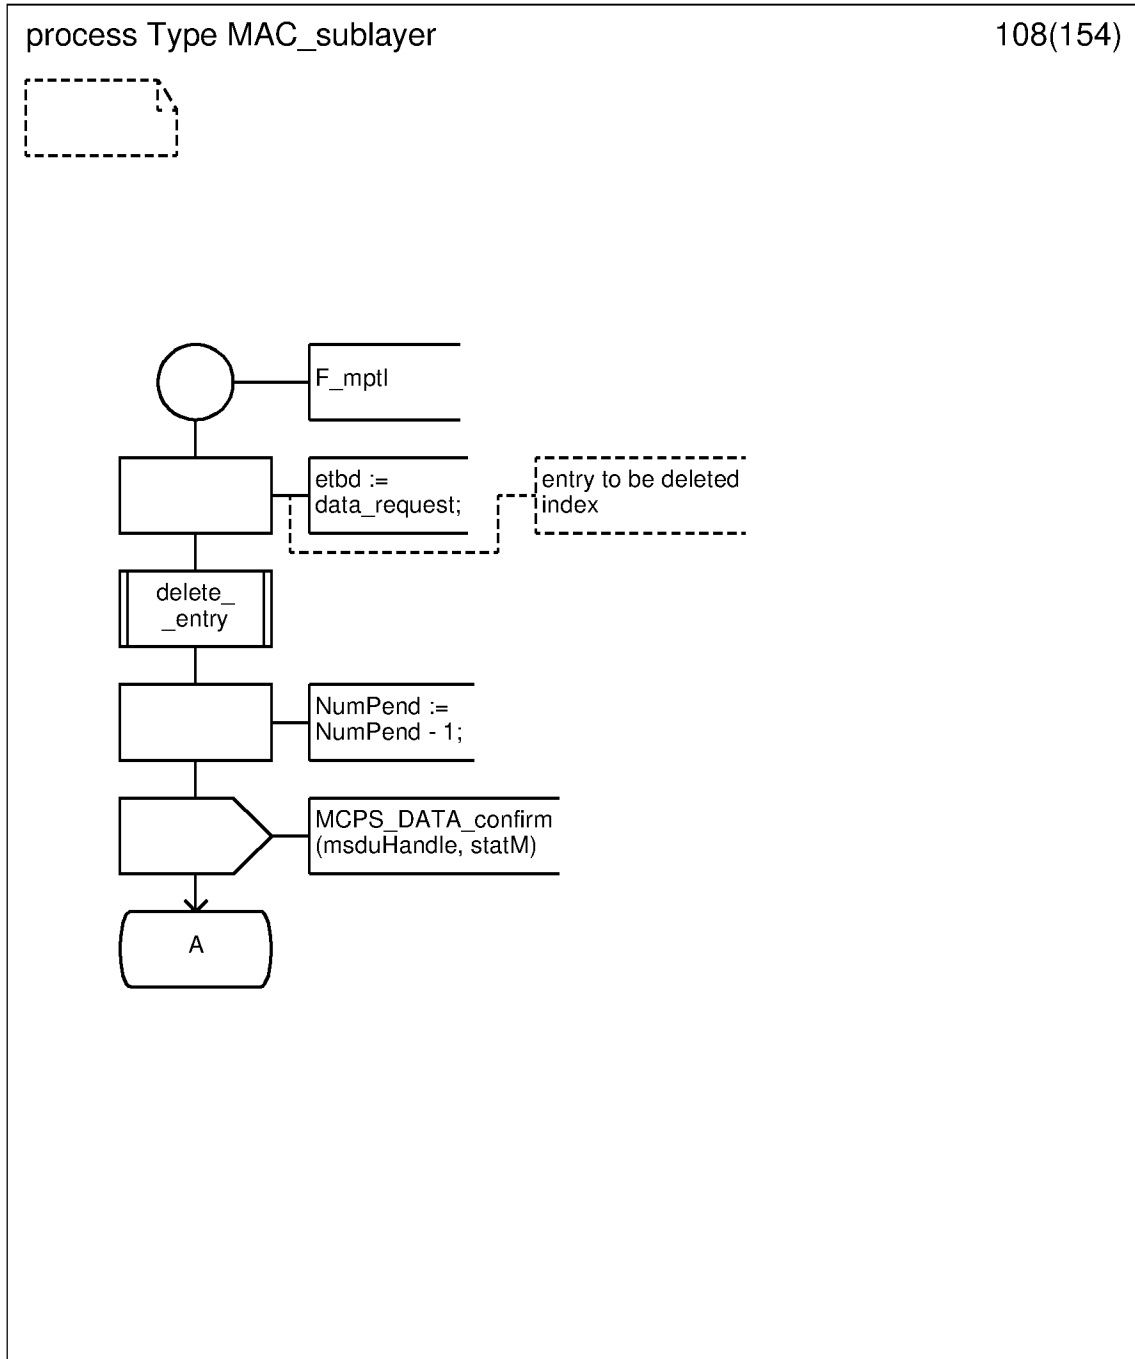 process Type MAC_sublayer
108(154)
F_mptl
etbd :=
data_request;
entry to be deleted
index
delete_
_entry
NumPend :=
NumPend - 1;
MCPS_DATA_confirm
(msduHandle, statM)
A